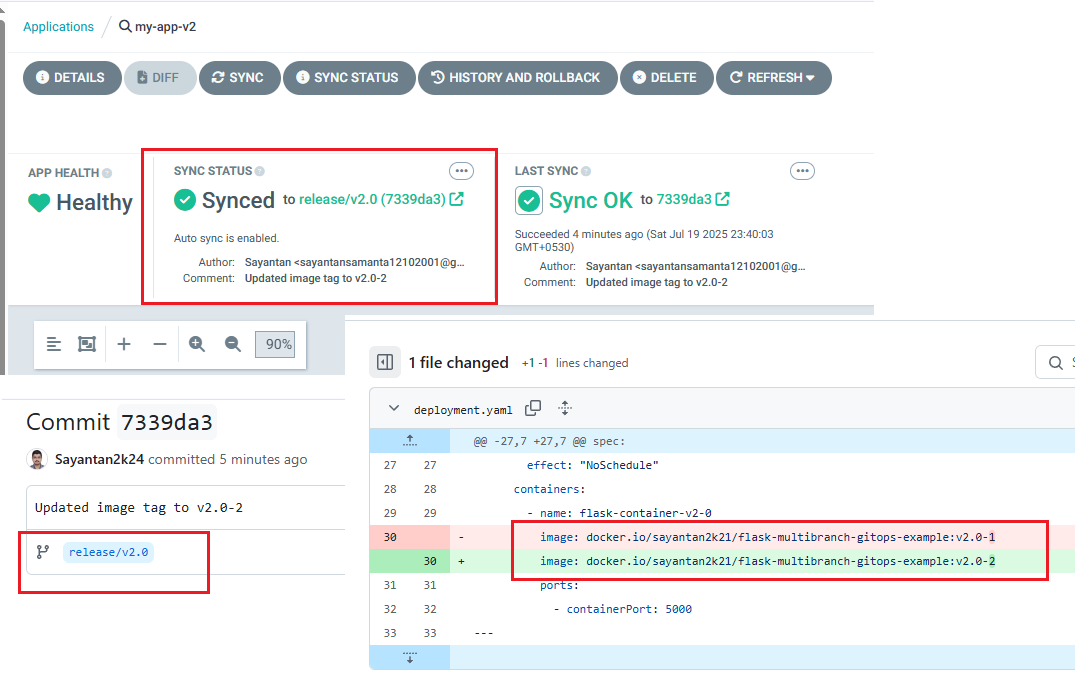 Applications / my-app-v2
DETAILS DIFF SYNC SYNC STATUS HISTORY AND ROLLBACK DELETE REFRESH
APP HEALTH
Healthy
SYNC STATUS
Synced to release/v2.0 (7339da3)
Auto sync is enabled.
Author: Sayantan <sayantansamanta12102001@g...
Comment: Updated image tag to v2.0-2
LAST SYNC
Sync OK to 7339da3
Succeeded 4 minutes ago (Sat Jul 19 2025 23:40:03
GMT+0530)
Author: Sayantan <sayantansamanta12102001@g...
Comment: Updated image tag to v2.0-2
90%
Commit 7339da3
Sayantan2k24 committed 5 minutes ago
Updated image tag to v2.0-2
release/v2.0
1 file changed +1 -1 lines changed
deployment.yaml
@@ -27,7 +27,7 @@ spec:
27 27 effect: "NoSchedule"
28 28 containers:
29 29 - name: flask-container-v2-0
30 - image: docker.io/sayantan2k21/flask-multibranch-gitops-example:v2.0-1
30 + image: docker.io/sayantan2k21/flask-multibranch-gitops-example:v2.0-2
31 31 ports:
32 32 - containerPort: 5000
33 33 ---